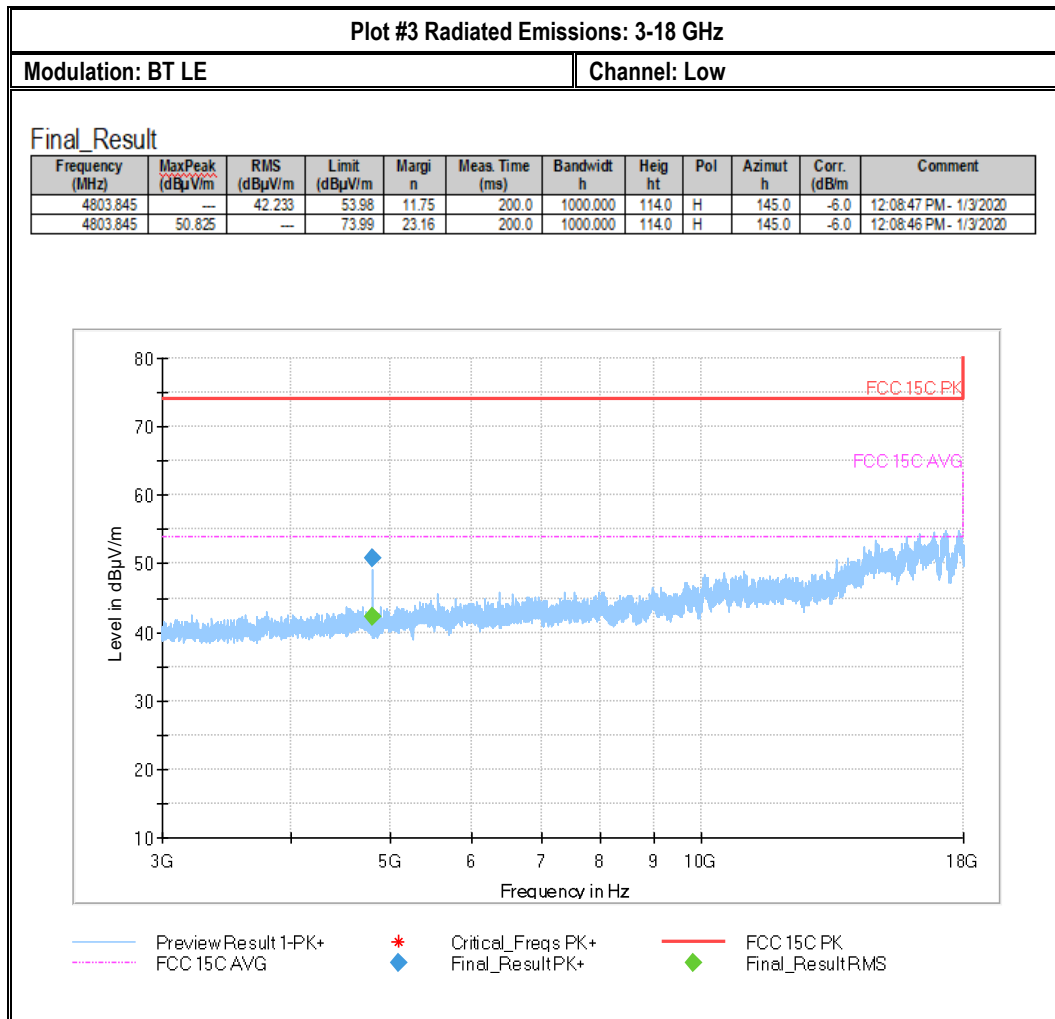 Plot #3 Radiated Emissions: 3-18 GHz
Modulation: BT LE Channel: Low
Final_Result
Frequency (MHz) MaxPeak (dBµV/m RMS (dBµV/m Limit (dBµV/m Margi n Meas. Time (ms) Bandwidt h Heig ht Pol Azimut h Corr. (dB/m Comment
4803.845 --- 42.233 53.98 11.75 200.0 1000.000 114.0 H 145.0 -6.0 12:08:47 PM - 1/3/2020
4803.845 50.825 --- 73.99 23.16 200.0 1000.000 114.0 H 145.0 -6.0 12:08:46 PM - 1/3/2020
80
FCC 15C PK
70
FCC 15C AVG
60
50
40
30
20
10
Level in dBµV/m
3G 5G 6 7 8 9 10G 18G
Frequency in Hz
Preview Result 1-PK+ Critical_Freqs PK+ FCC 15C PK
FCC 15C AVG Final_Result PK+ Final_Result RMS